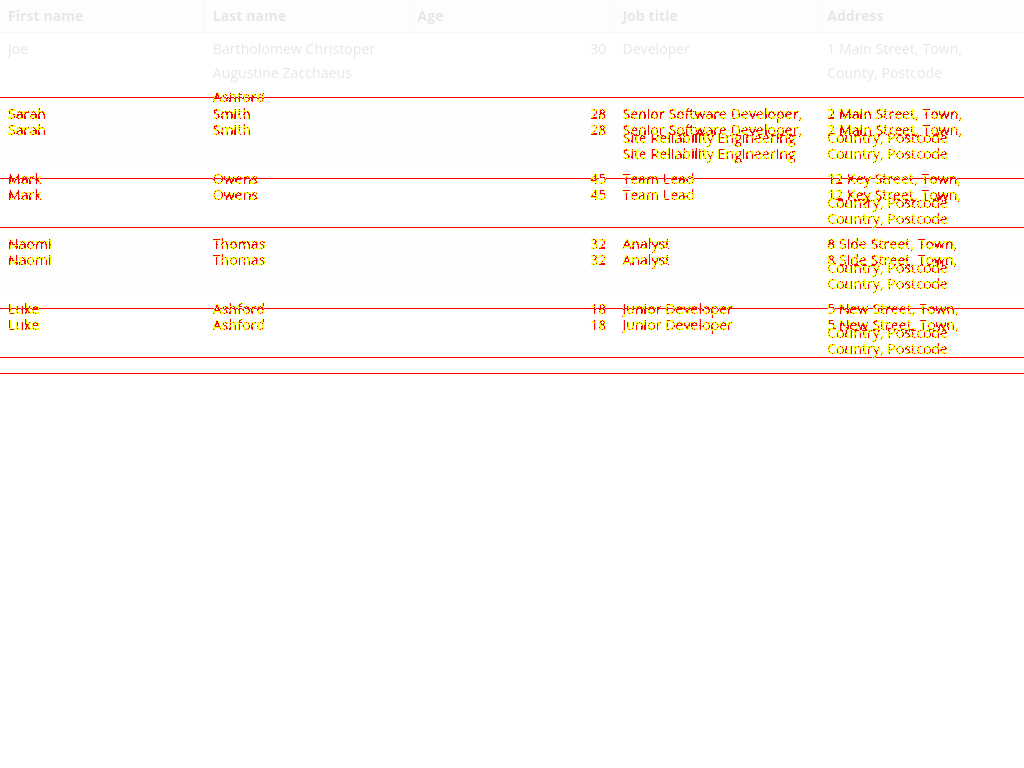 First name Last name Age Job title Address
Joe Bartholomew Christoper 30 Developer 1 Main Street, Town,
Augustine Zacchaeus County, Postcode
Ashford
Sarah Smith 28 Senior Software Developer, 2 Main Street, Town,
Sarah Smith 28 Senior Software Developer, 2 Main Street, Town,
Site Reliability Engineering Country, Postcode
Site Reliability Engineering Country, Postcode
Mark Owens 45 Team Lead 12 Key Street, Town,
Mark Owens 45 Team Lead 12 Key Street, Town,
Country, Postcode
Country, Postcode
Naomi Thomas 32 Analyst 8 Side Street, Town,
Naomi Thomas 32 Analyst 8 Side Street, Town,
Country, Postcode
Country, Postcode
Luke Ashford 18 Junior Developer 5 New Street, Town,
Luke Ashford 18 Junior Developer 5 New Street, Town,
Country, Postcode
Country, Postcode